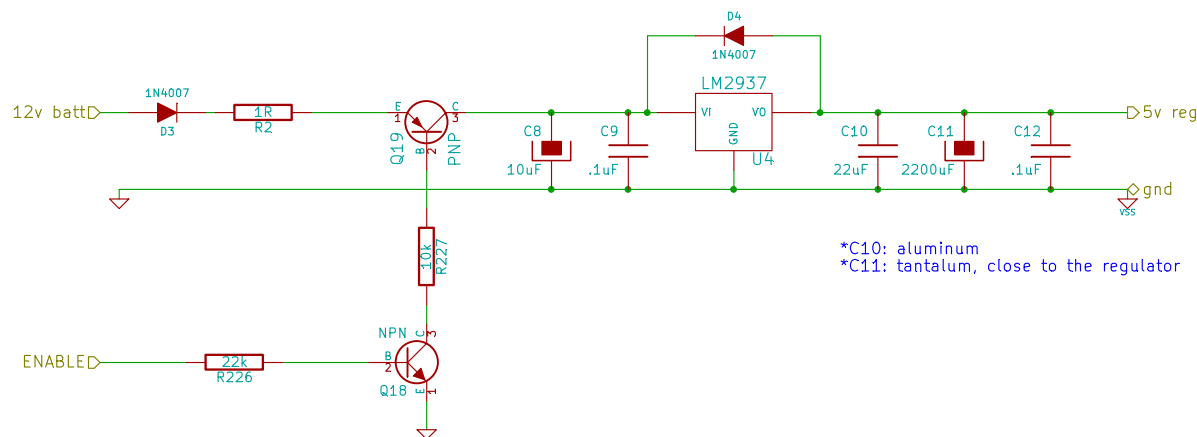 D4
1N4007
1N4007
D3
12v batt
1R
R2
E
1
C
3
B
2
Q19
PNP
C8
10uF
C9
.1uF
LM2937
VI
VO
GND
U4
C10
22uF
C11
2200uF
C12
.1uF
5v reg
gnd
VSS
*C10: aluminum
*C11: tantalum, close to the regulator
10k
R227
NPN
C
3
B
2
E
1
Q18
ENABLE
22k
R226